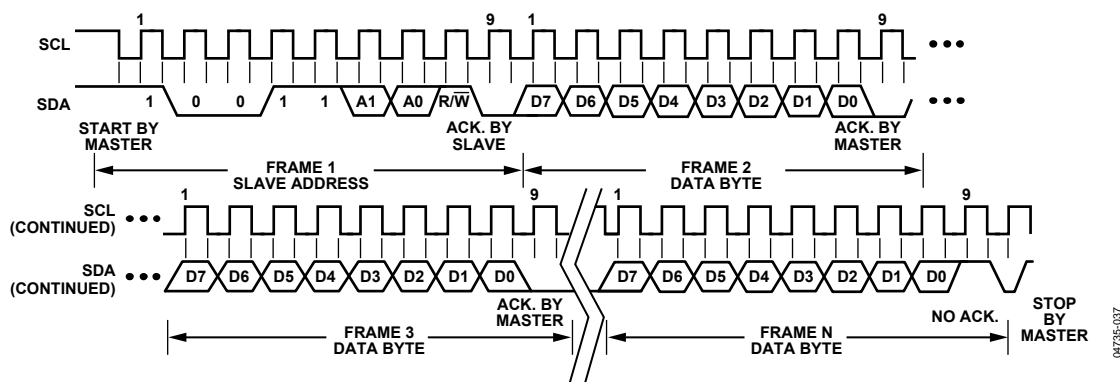 1 9 1 9
SCL
SDA 1 0 0 1 1 A1 A0 R/W̅ D7 D6 D5 D4 D3 D2 D1 D0
START BY MASTER
ACK. BY SLAVE
ACK. BY MASTER
FRAME 1 SLAVE ADDRESS
FRAME 2 DATA BYTE
1 9 1 9
SCL (CONTINUED)
SDA (CONTINUED) D7 D6 D5 D4 D3 D2 D1 D0 D7 D6 D5 D4 D3 D2 D1 D0
ACK. BY MASTER
NO ACK.
STOP BY MASTER
FRAME 3 DATA BYTE
FRAME N DATA BYTE
04735-037